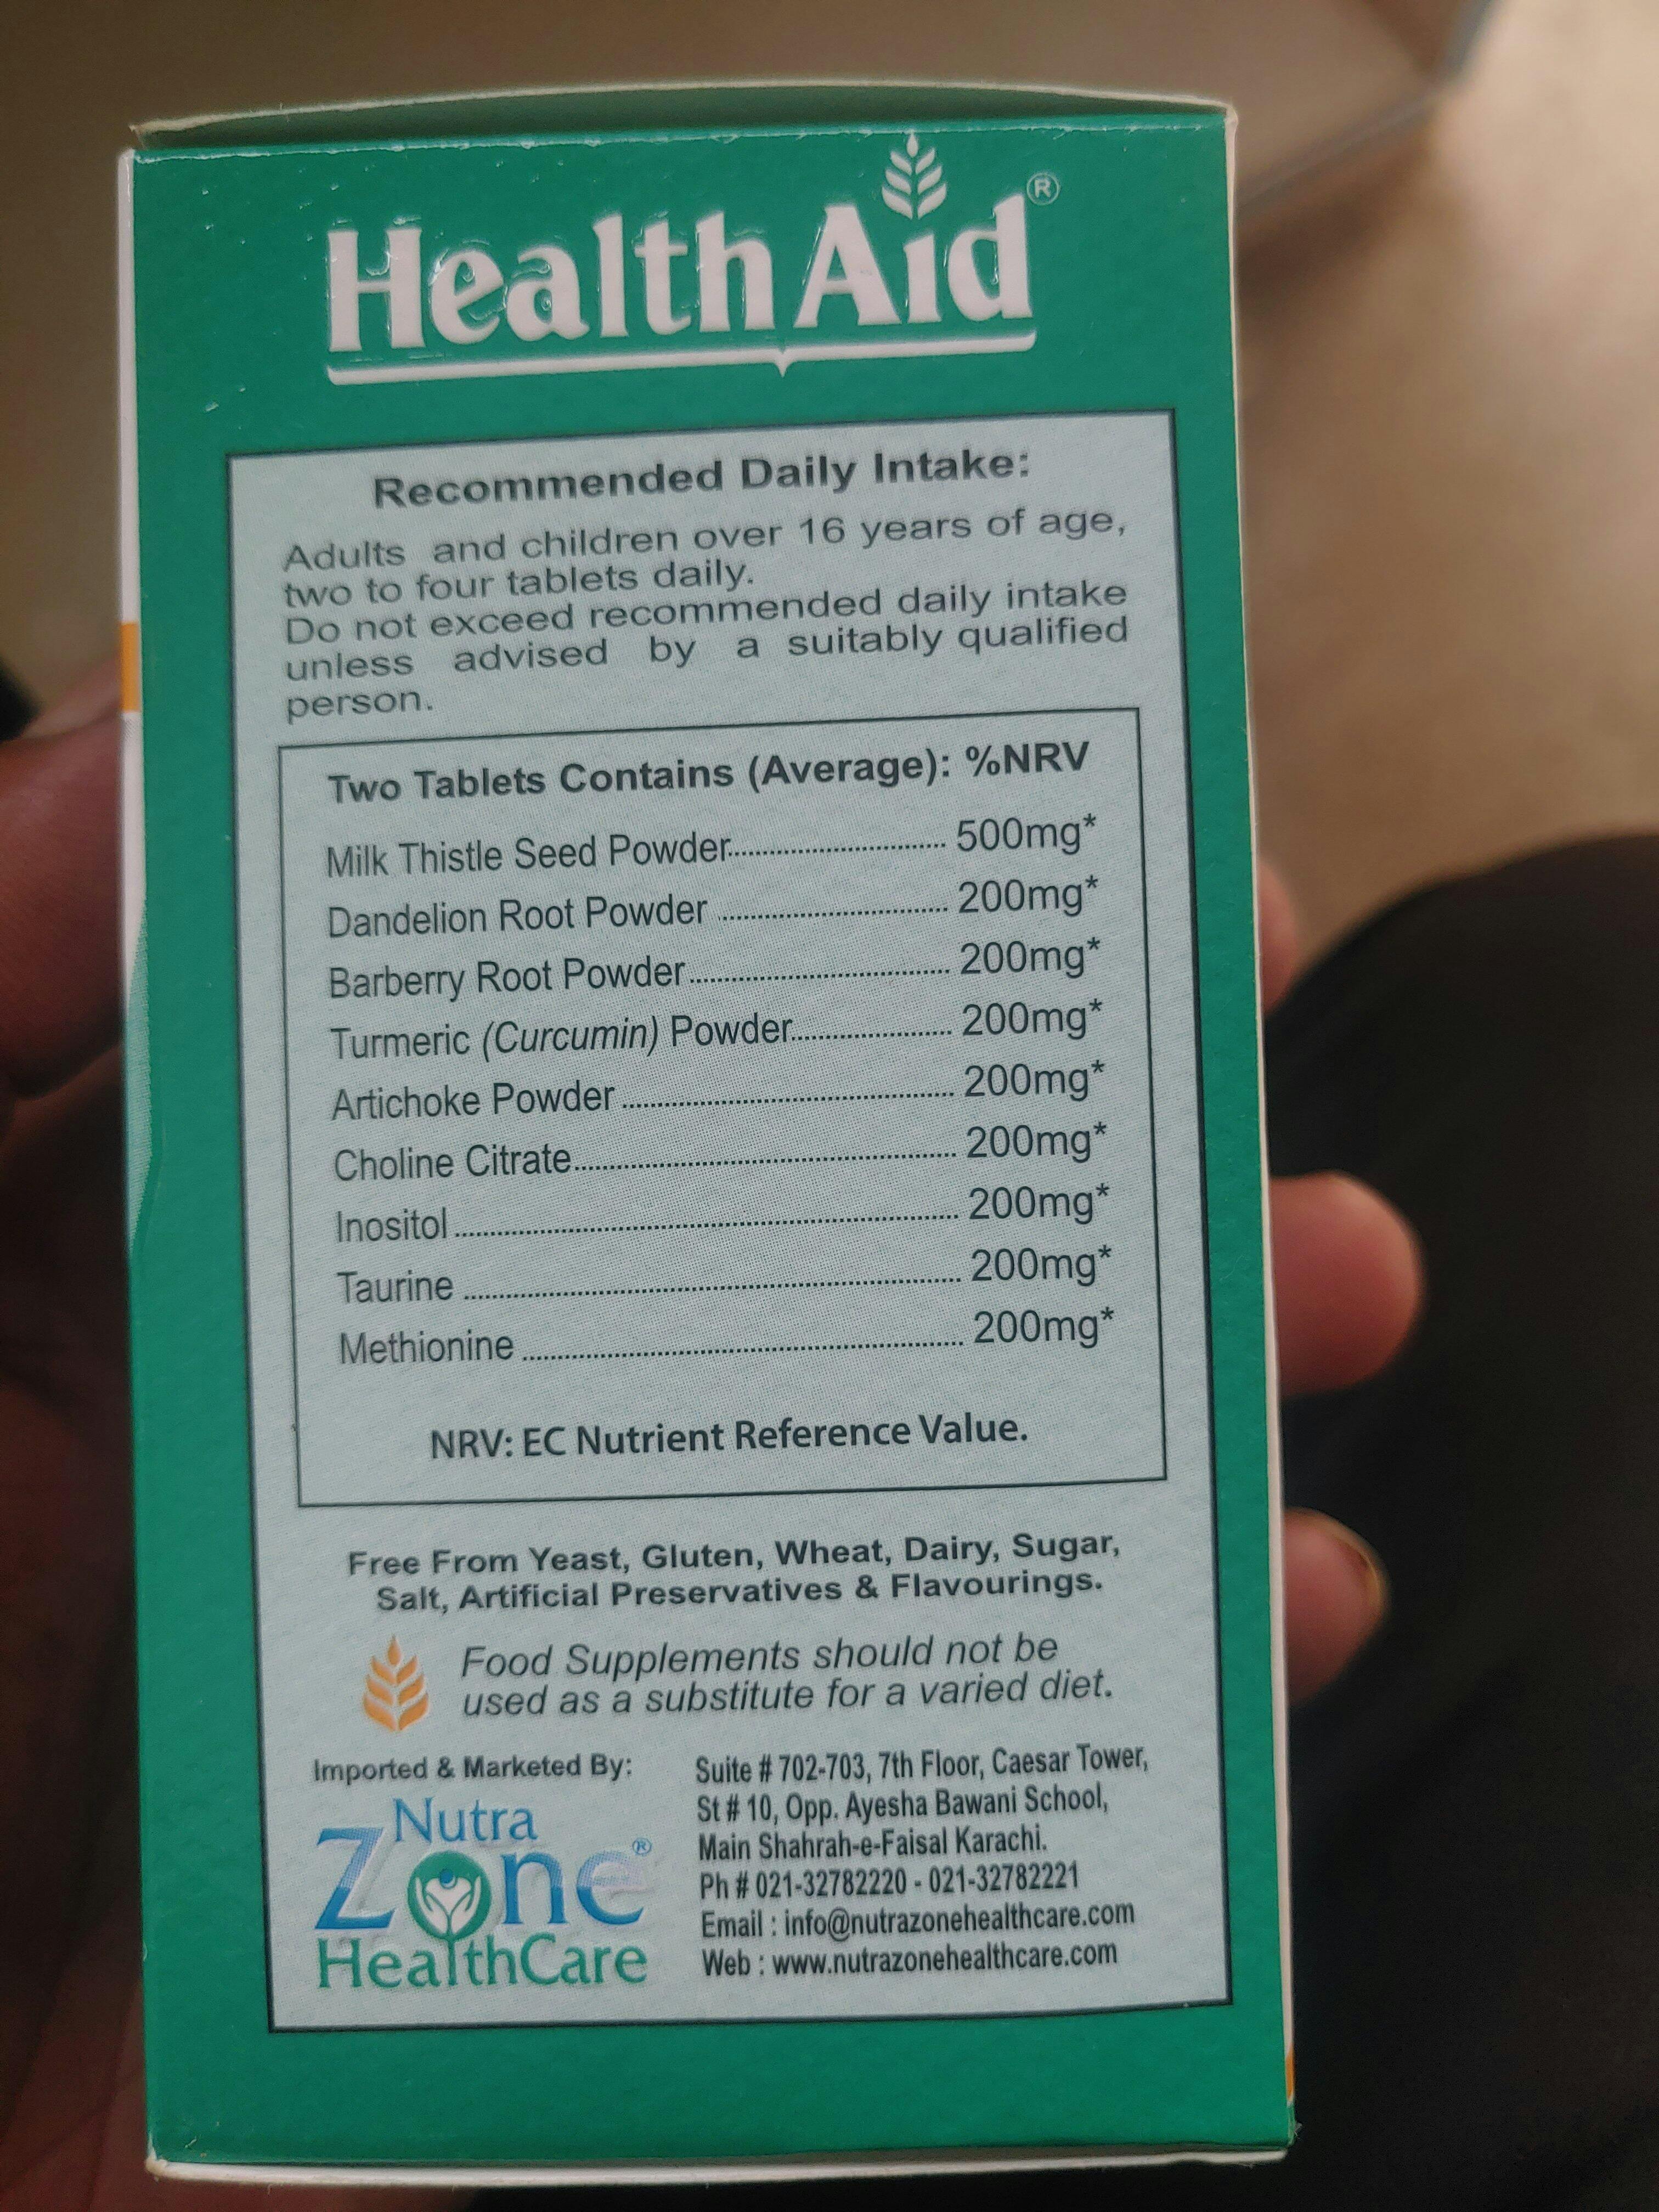 HealthAid®
Recommended Daily Intake:
Adults and children over 16 years of age,
two to four tablets daily.
Do not exceed recommended daily intake
unless advised by a suitably qualified
person.
Two Tablets Contains (Average): %NRV
Milk Thistle Seed Powder.......................... 500mg*
Dandelion Root Powder .......................... 200mg*
Barberry Root Powder.............................. 200mg*
Turmeric (Curcumin) Powder................... 200mg*
Artichoke Powder ...................................... 200mg*
Choline Citrate............................................ 200mg*
Inositol .......................................................... 200mg*
Taurine ......................................................... 200mg*
Methionine ................................................... 200mg*
NRV: EC Nutrient Reference Value.
Free From Yeast, Gluten, Wheat, Dairy, Sugar,
Salt, Artificial Preservatives & Flavourings.
Food Supplements should not be
used as a substitute for a varied diet.
Imported & Marketed By:
Nutra
Zone®
HealthCare
Suite # 702-703, 7th Floor, Caesar Tower,
St # 10, Opp. Ayesha Bawani School,
Main Shahrah-e-Faisal Karachi.
Ph # 021-32782220 - 021-32782221
Email : info@nutrazonehealthcare.com
Web : www.nutrazonehealthcare.com